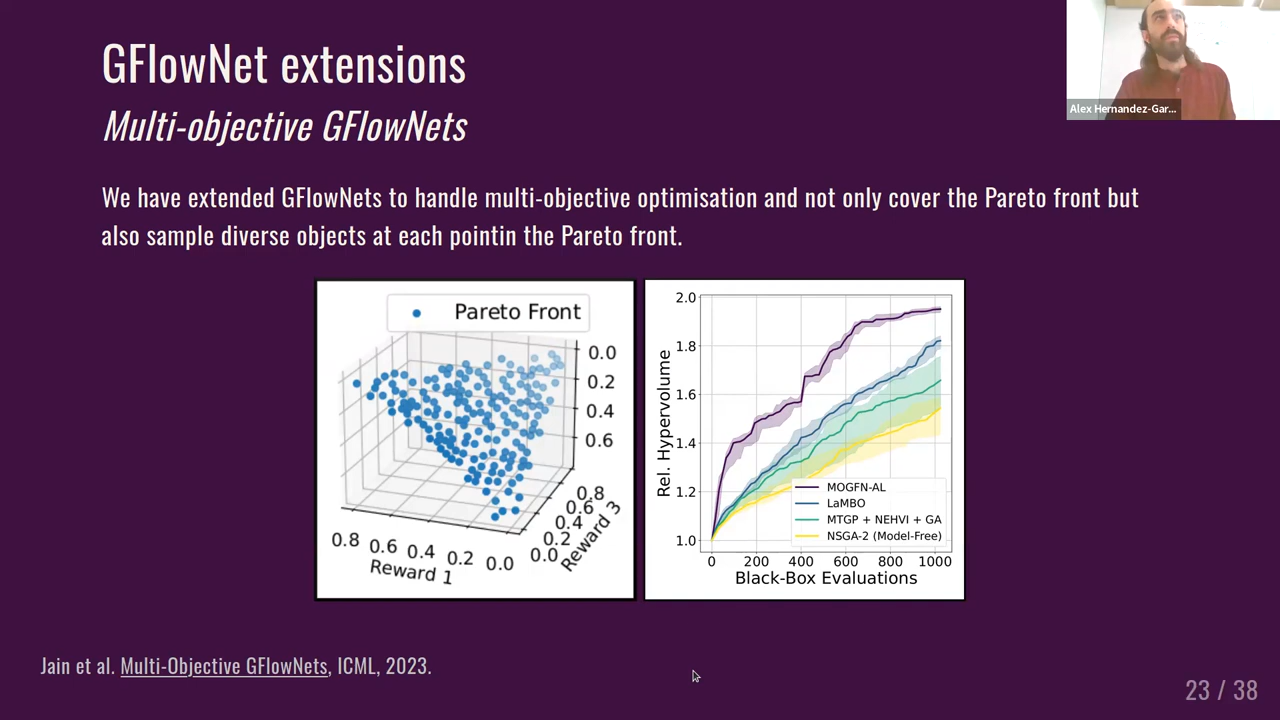 GFlowNet extensions
Multi-objective GFlowNets
Alex Hernandez-Gar...
We have extended GFlowNets to handle multi-objective optimisation and not only cover the Pareto front but
also sample diverse objects at each pointin the Pareto front.
Pareto Front
0.0
0.2
0.4
0.6
0.8
0.6
0.4
0.2
0.0
Reward 3
0.8 0.6 0.4 0.2 0.0
Reward 1
2.0
1.8
1.6
1.4
1.2
1.0
Rel. Hypervolume
MOGFN-AL
LaMBO
MTGP + NEHVI + GA
NSGA-2 (Model-Free)
0 200 400 600 800 1000
Black-Box Evaluations
Jain et al. Multi-Objective GFlowNets, ICML, 2023.
23 / 38